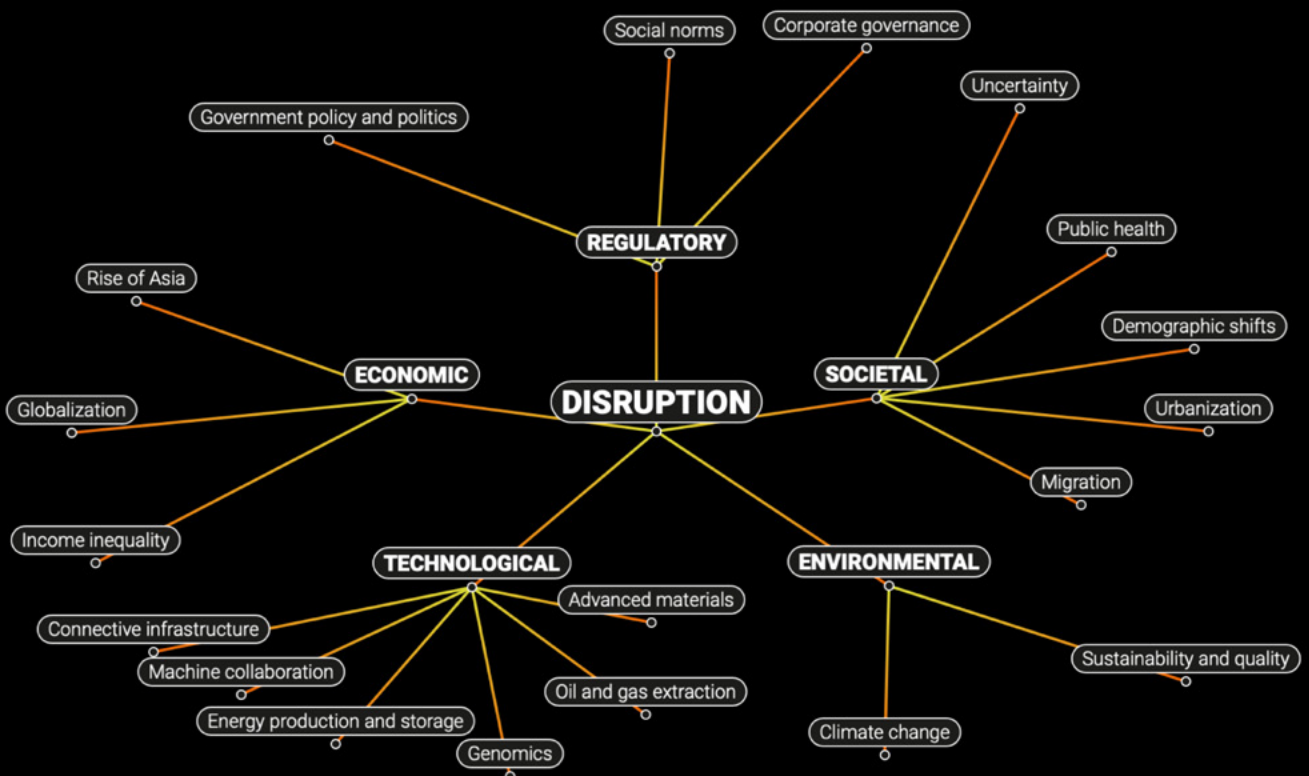 Social norms
Corporate governance
Uncertainty
Government policy and politics
Public health
REGULATORY
Rise of Asia
Demographic shifts
ECONOMIC
SOCIETAL
DISRUPTION
Globalization
Urbanization
Migration
Income inequality
TECHNOLOGICAL
ENVIRONMENTAL
Advanced materials
Connective infrastructure
Sustainability and quality
Machine collaboration
Oil and gas extraction
Energy production and storage
Climate change
Genomics